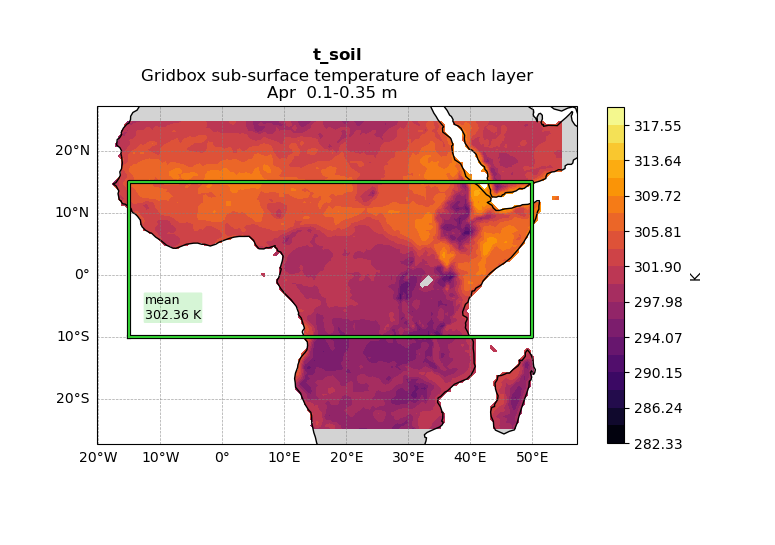 t_soil
Gridbox sub-surface temperature of each layer
Apr  0.1-0.35 m
20°N
10°N
0°
10°S
20°S
20°W
10°W
0°
10°E
20°E
30°E
40°E
50°E
mean
302.36 K
317.55
313.64
309.72
305.81
301.90
297.98
294.07
290.15
286.24
282.33
K